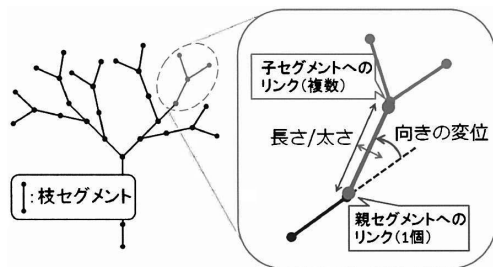 子セグメントへの
リンク(複数)
長さ/太さ
向きの変位
:枝セグメント
親セグメントへの
リンク(1個)